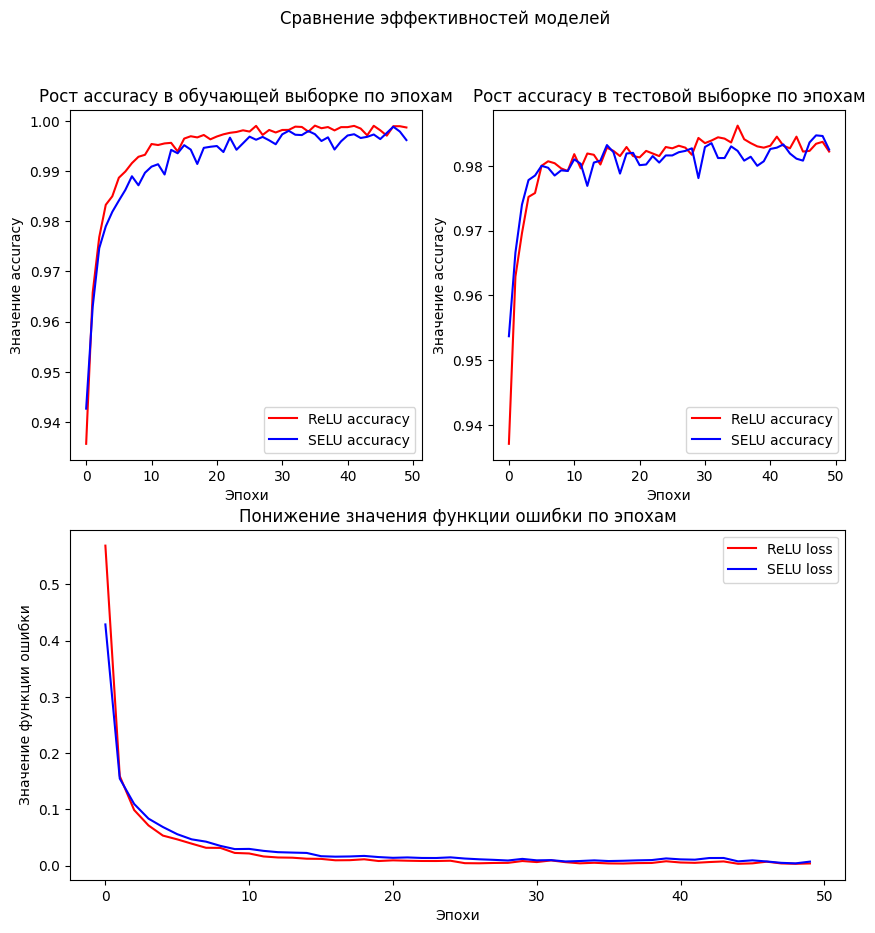 Сравнение эффективностей моделей
Рост accuracy в обучающей выборке по эпохам
Значение accuracy
1.00
0.99
0.98
0.97
0.96
0.95
0.94
ReLU accuracy
SELU accuracy
0 10 20 30 40 50
Эпохи
Рост accuracy в тестовой выборке по эпохам
Значение accuracy
0.98
0.97
0.96
0.95
0.94
ReLU accuracy
SELU accuracy
0 10 20 30 40 50
Эпохи
Понижение значения функции ошибки по эпохам
Значение функции ошибки
ReLU loss
SELU loss
0.5
0.4
0.3
0.2
0.1
0.0
0 10 20 30 40 50
Эпохи